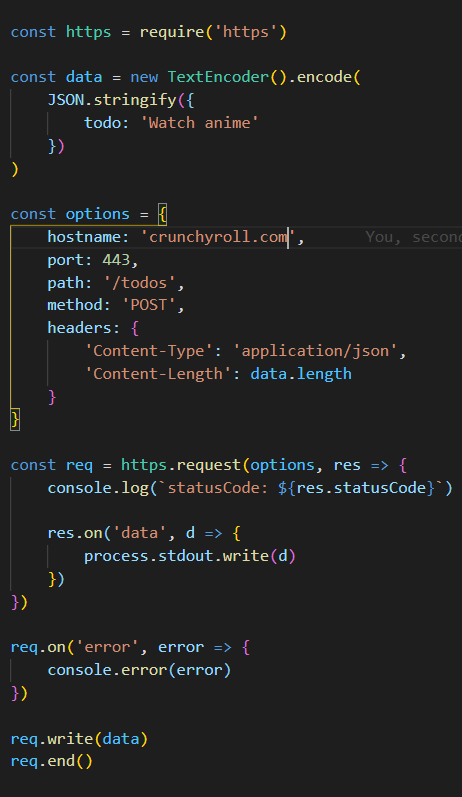 const https = require('https')
const data = new TextEncoder().encode(
JSON.stringify({
todo: 'Watch anime'
})
)
const options = {
hostname: 'crunchyroll.com', You, second
port: 443,
path: '/todos',
method: 'POST',
headers: {
'Content-Type': 'application/json',
'Content-Length': data.length
}
}
const req = https.request(options, res => {
console.log(`statusCode: ${res.statusCode}`)
res.on('data', d => {
process.stdout.write(d)
})
})
req.on('error', error => {
console.error(error)
})
req.write(data)
req.end()